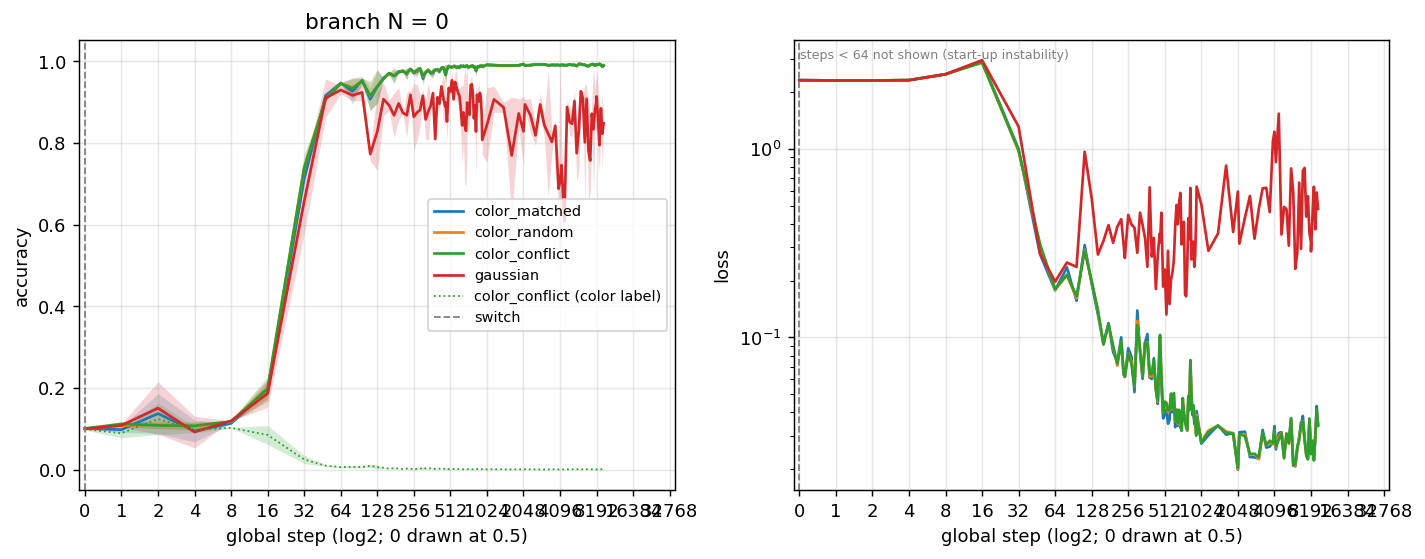 branch N = 0
accuracy
1.0
0.8
0.6
0.4
0.2
0.0
color_matched
color_random
color_conflict
gaussian
color_conflict (color label)
switch
0 1 2 4 8 16 32 64 128 256 512 1024 2048 4096 8192 16384 32768
global step (log2; 0 drawn at 0.5)
steps < 64 not shown (start-up instability)
loss
10⁰
10⁻¹
0 1 2 4 8 16 32 64 128 256 512 1024 2048 4096 8192 16384 32768
global step (log2; 0 drawn at 0.5)